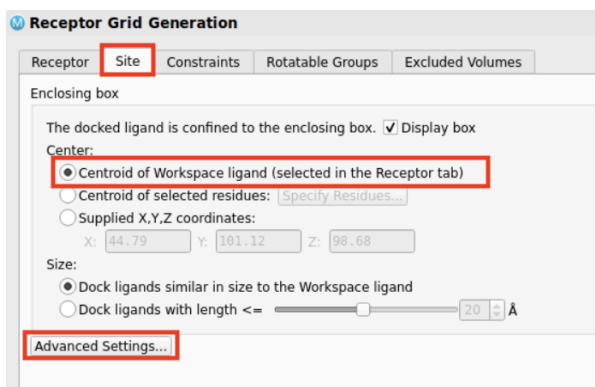 Receptor Grid Generation
Receptor Site Constraints Rotatable Groups Excluded Volumes
Enclosing box
The docked ligand is confined to the enclosing box. Display box
Center:
Centroid of Workspace ligand (selected in the Receptor tab)
Centroid of selected residues: Specify Residues...
Supplied X,Y,Z coordinates:
X: 44.79 Y: 101.12 Z: 98.68
Size:
Dock ligands similar in size to the Workspace ligand
Dock ligands with length <= 20 Å
Advanced Settings...